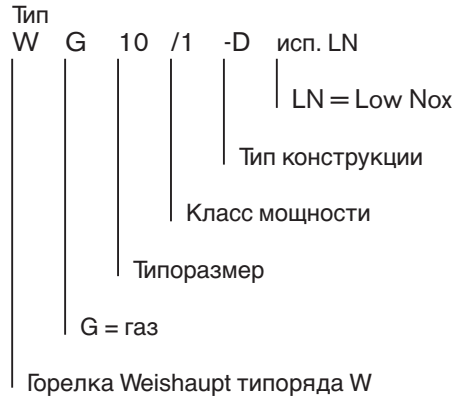 Тип
W G 10 /1 -D исп. LN
LN = Low Nox
Тип конструкции
Класс мощности
Типоразмер
G = газ
Горелка Weishaupt типоряда W